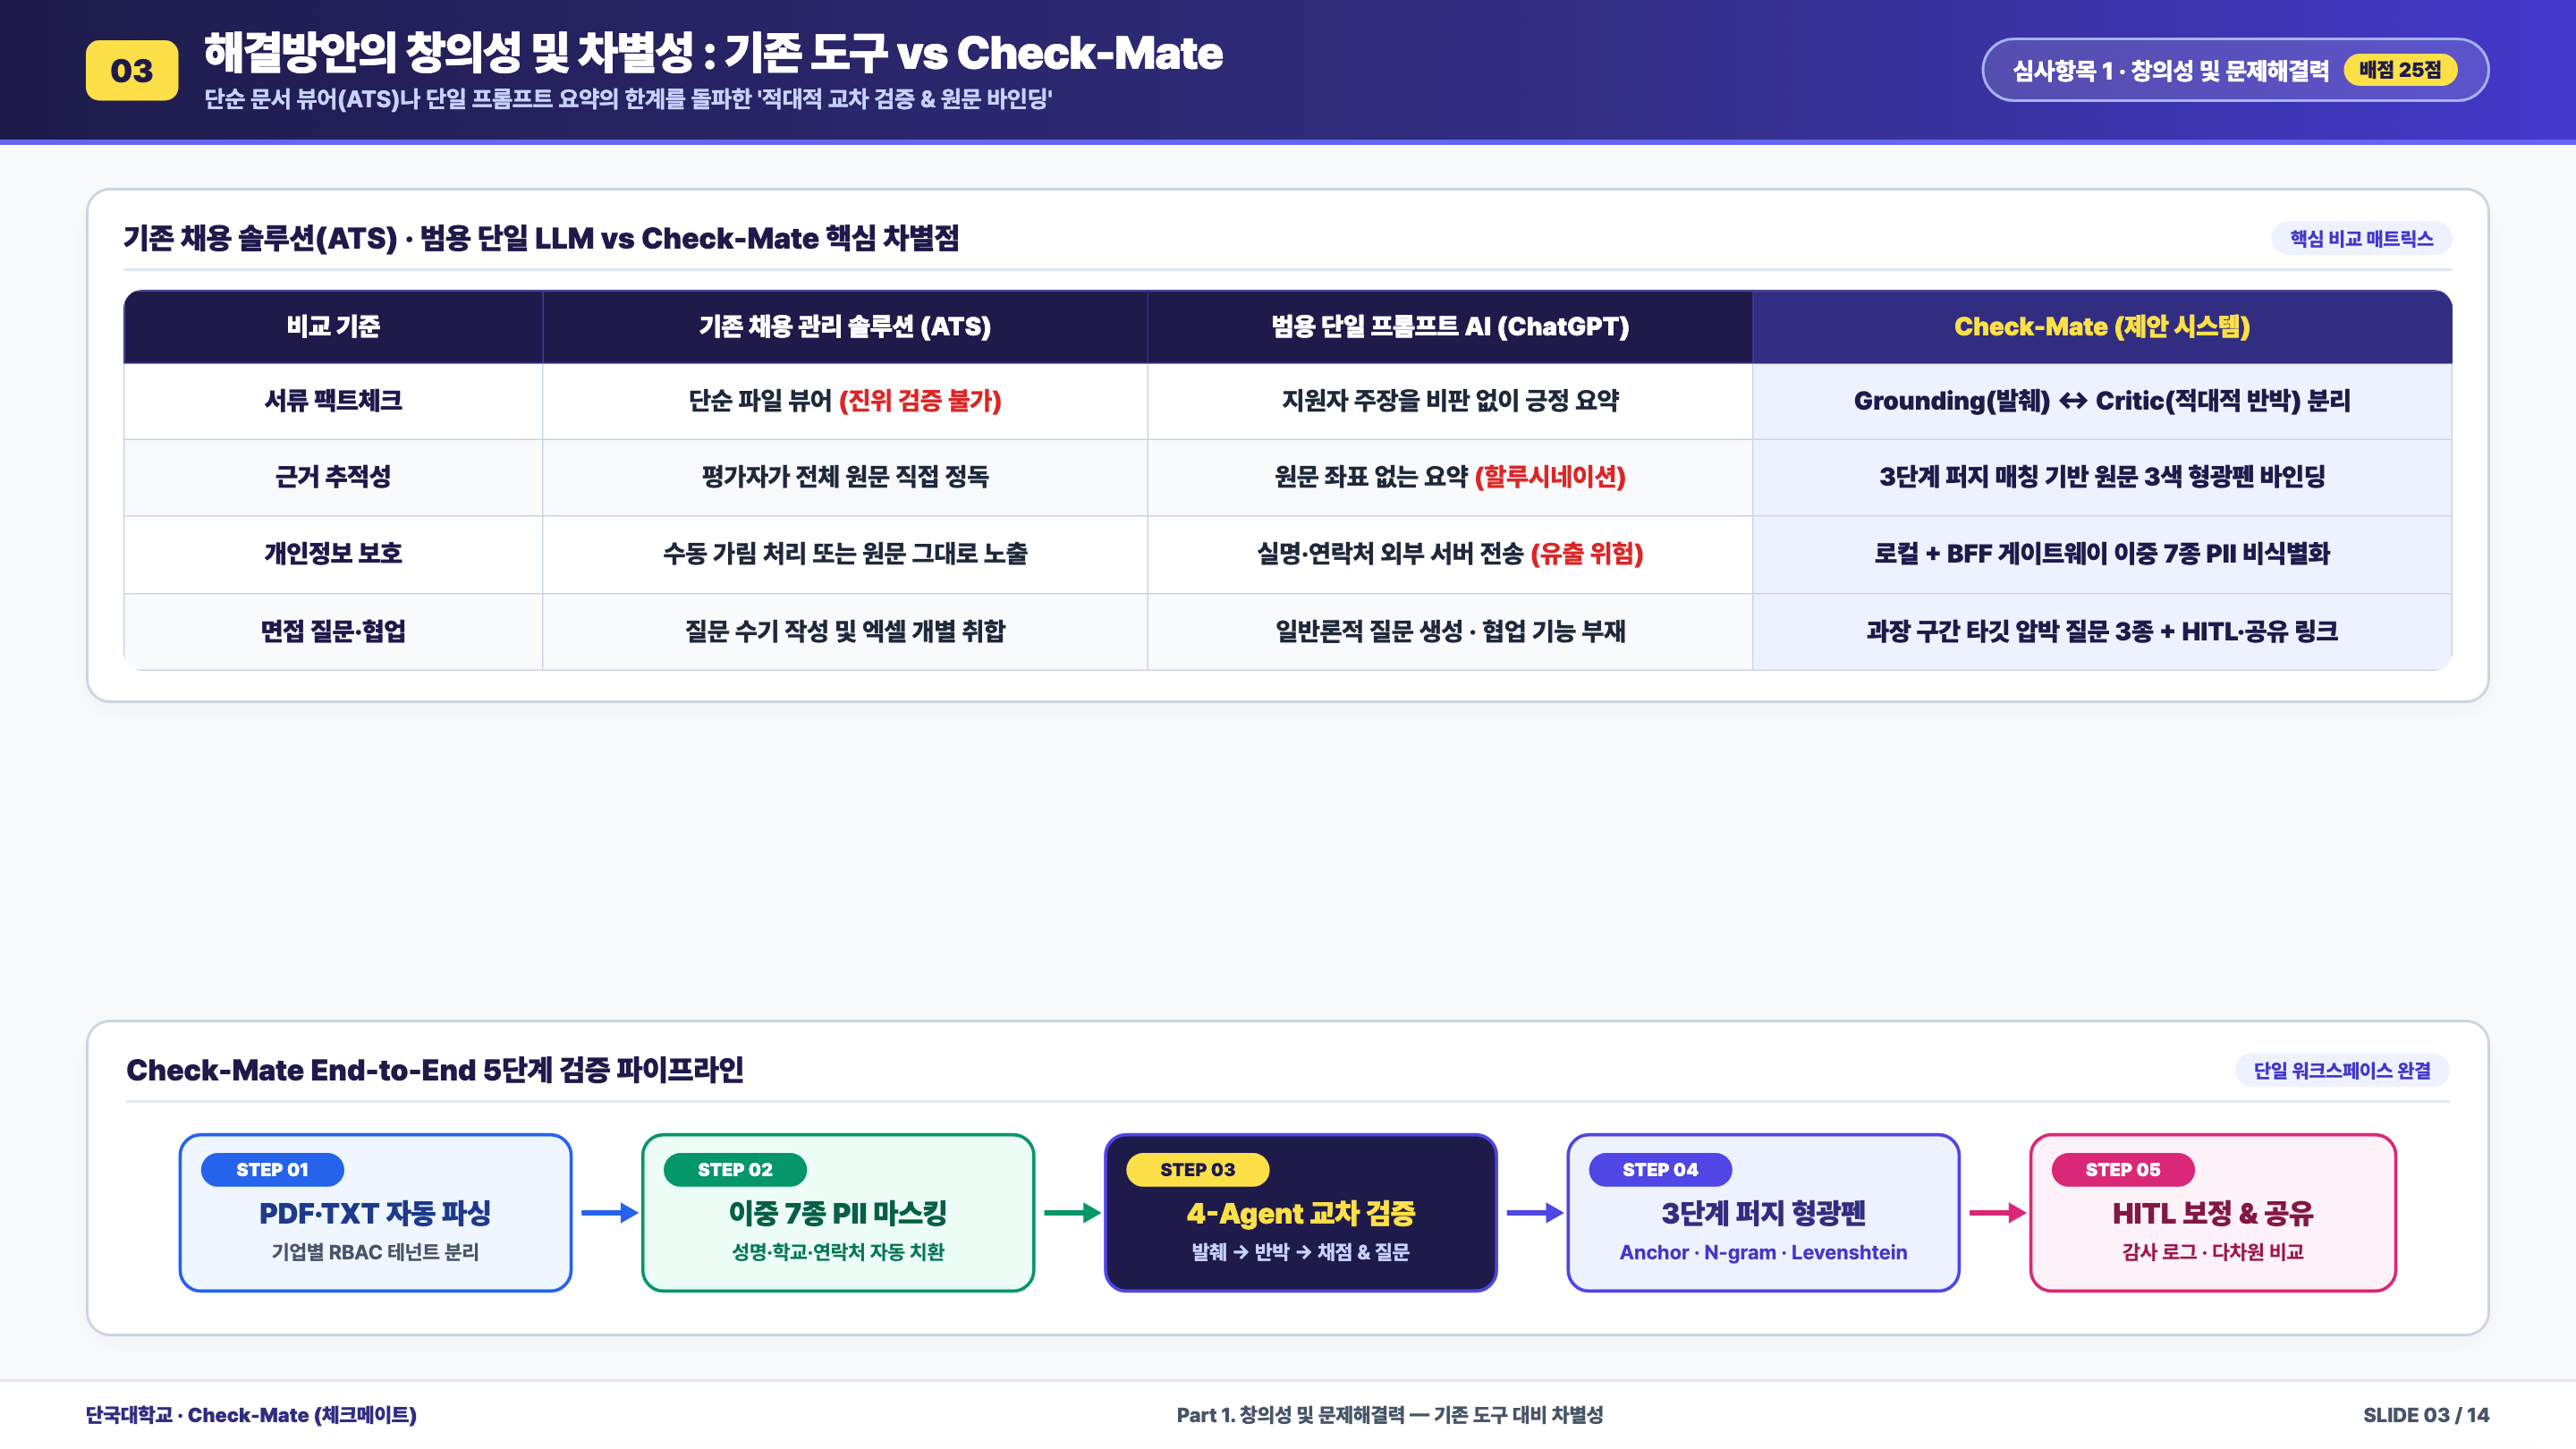 03
해결방안의 창의성 및 차별성 : 기존 도구 vs Check-Mate
단순 문서 뷰어(ATS)나 단일 프롬프트 요약의 한계를 돌파한 '적대적 교차 검증 & 원문 바인딩'
심사항목 1 · 창의성 및 문제해결력 배점 25점
기존 채용 솔루션(ATS) · 범용 단일 LLM vs Check-Mate 핵심 차별점
핵심 비교 매트릭스
비교 기준 기존 채용 관리 솔루션 (ATS) 범용 단일 프롬프트 AI (ChatGPT) Check-Mate (제안 시스템)
서류 팩트체크 단순 파일 뷰어 (진위 검증 불가) 지원자 주장을 비판 없이 긍정 요약 Grounding(발췌) ↔ Critic(적대적 반박) 분리
근거 추적성 평가자가 전체 원문 직접 정독 원문 좌표 없는 요약 (할루시네이션) 3단계 퍼지 매칭 기반 원문 3색 형광펜 바인딩
개인정보 보호 수동 가림 처리 또는 원문 그대로 노출 실명·연락처 외부 서버 전송 (유출 위험) 로컬 + BFF 게이트웨이 이중 7종 PII 비식별화
면접 질문·협업 질문 수기 작성 및 엑셀 개별 취합 일반론적 질문 생성 · 협업 기능 부재 과장 구간 타깃 압박 질문 3종 + HITL·공유 링크
Check-Mate End-to-End 5단계 검증 파이프라인
단일 워크스페이스 완결
STEP 01
PDF·TXT 자동 파싱
기업별 RBAC 테넌트 분리
STEP 02
이중 7종 PII 마스킹
성명·학교·연락처 자동 치환
STEP 03
4-Agent 교차 검증
발췌 → 반박 → 채점 & 질문
STEP 04
3단계 퍼지 형광펜
Anchor · N-gram · Levenshtein
STEP 05
HITL 보정 & 공유
감사 로그 · 다차원 비교
단국대학교 · Check-Mate (체크메이트)
Part 1. 창의성 및 문제해결력 — 기존 도구 대비 차별성
SLIDE 03 / 14